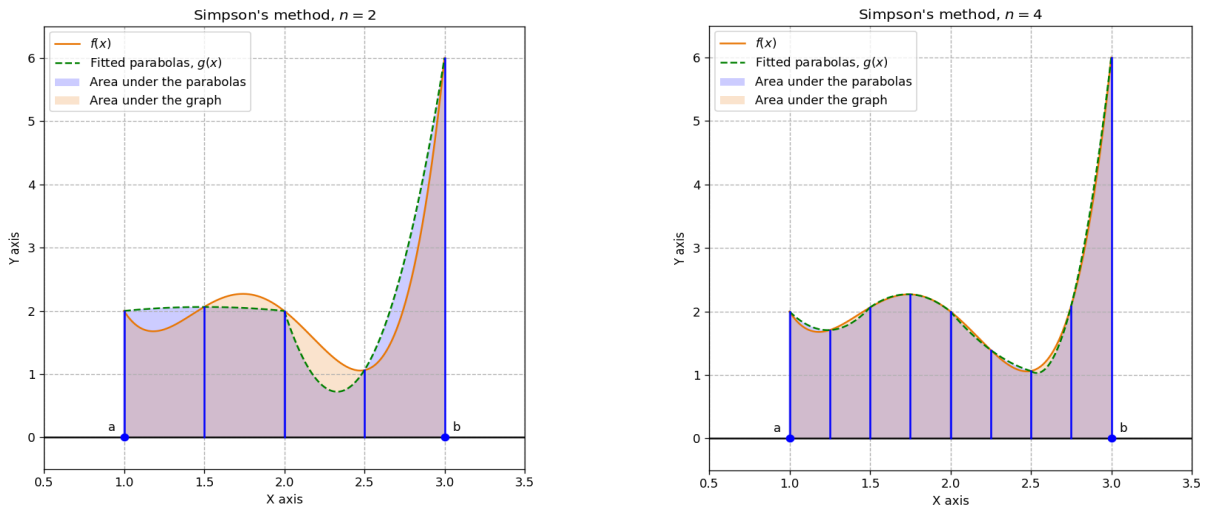 Simpson's method, n = 2
f(x)
Fitted parabolas, g(x)
Area under the parabolas
Area under the graph
Y axis
6
5
4
3
2
1
0
a
b
0.5 1.0 1.5 2.0 2.5 3.0 3.5
X axis
Simpson's method, n = 4
f(x)
Fitted parabolas, g(x)
Area under the parabolas
Area under the graph
Y axis
6
5
4
3
2
1
0
a
b
0.5 1.0 1.5 2.0 2.5 3.0 3.5
X axis